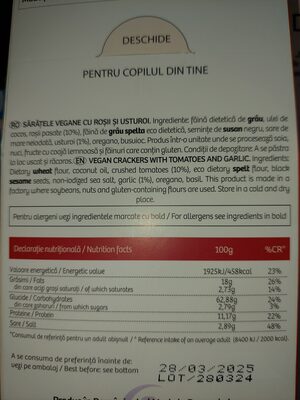 DESCHIDE
PENTRU COPILUL DIN TINE
RO SĂRĂȚELE VEGANE CU ROȘII ȘI USTUROI. Ingrediente: făină dietetică de grâu, ulei de
cocos, roșii pasate (10%), făină de grâu spelta eco dietetică, semințe de susan negru, sare de
mare neiodată, usturoi (1%), oregano, busuioc. Produs într-o unitate unde se procesează soia,
nuci, fructe cu coajă lemnoasă și făinuri care conțin gluten. Condiții de depozitare: A se păstra
la loc uscat și răcoros. EN VEGAN CRACKERS WITH TOMATOES AND GARLIC. Ingredients:
Dietary wheat flour, coconut oil, crushed tomatoes (10%), eco dietary spelt flour, black
sesame seeds, non-iodged sea salt, garlic (1%), oregano, basil. This product is made in a
factory where soybeans, nuts and gluten-containing flours are used. Store in a cold and dry
place.
Pentru alergeni vezi ingredientele marcate cu bold / For allergens see ingredients in bold
Declarație nutrițională / Nutrition facts 100g %CR*
Valoare energetică / Energetic value 1925kJ/458kcal 23%
Grăsimi / Fats 18g 26%
din care acizi grași saturați / of which saturates 2,73g 14%
Glucide / Carbohydrates 62,88g 24%
din care zaharuri / from which sugars 2,79g 3%
Proteine / Protein 11,17g 22%
Sare / Salt 2,89g 48%
*Consumul de referință pentru un adult obișnuit / * Reference intake of an average adult (8400 kJ / 2000 kcal).
A se consuma de preferință înainte de:
vezi pe ambalaj / Best before: see bottom
28/03/2025
LOT/280324